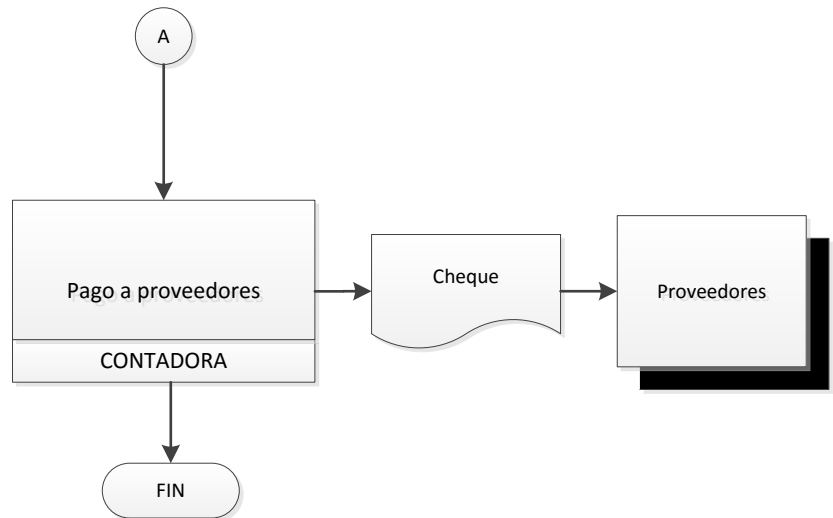 A
Pago a proveedores
Cheque
Proveedores
CONTADORA
FIN